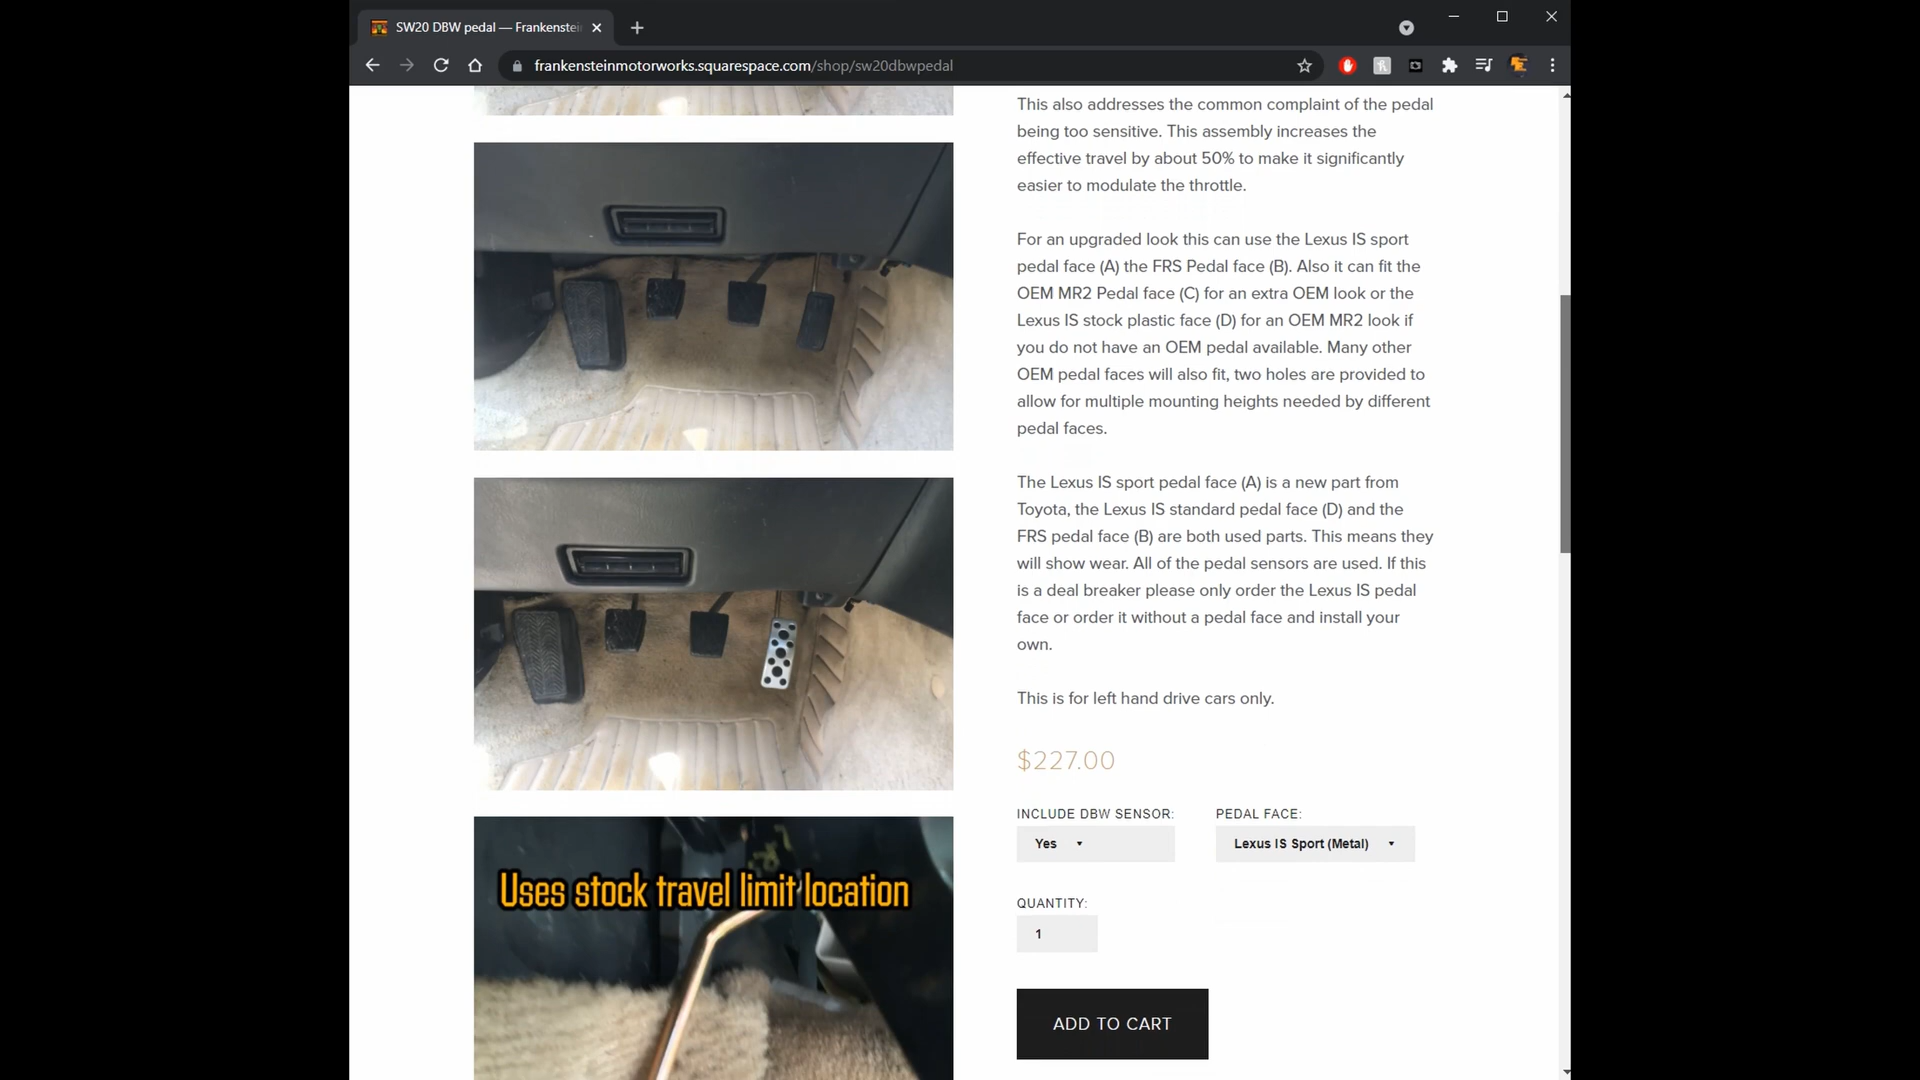 SW20 DBW pedal — Frankenstein
frankensteinmotorworks.squarespace.com/shop/sw20dbwpedal
This also addresses the common complaint of the pedal
being too sensitive. This assembly increases the
effective travel by about 50% to make it significantly
easier to modulate the throttle.
For an upgraded look this can use the Lexus IS sport
pedal face (A) the FRS Pedal face (B). Also it can fit the
OEM MR2 Pedal face (C) for an extra OEM look or the
Lexus IS stock plastic face (D) for an OEM MR2 look if
you do not have an OEM pedal available. Many other
OEM pedal faces will also fit, two holes are provided to
allow for multiple mounting heights needed by different
pedal faces.
The Lexus IS sport pedal face (A) is a new part from
Toyota, the Lexus IS standard pedal face (D) and the
FRS pedal face (B) are both used parts. This means they
will show wear. All of the pedal sensors are used. If this
is a deal breaker please only order the Lexus IS pedal
face or order it without a pedal face and install your
own.
This is for left hand drive cars only.
$227.00
INCLUDE DBW SENSOR: PEDAL FACE:
Yes Lexus IS Sport (Metal)
QUANTITY:
1
ADD TO CART
Uses stock travel limit location